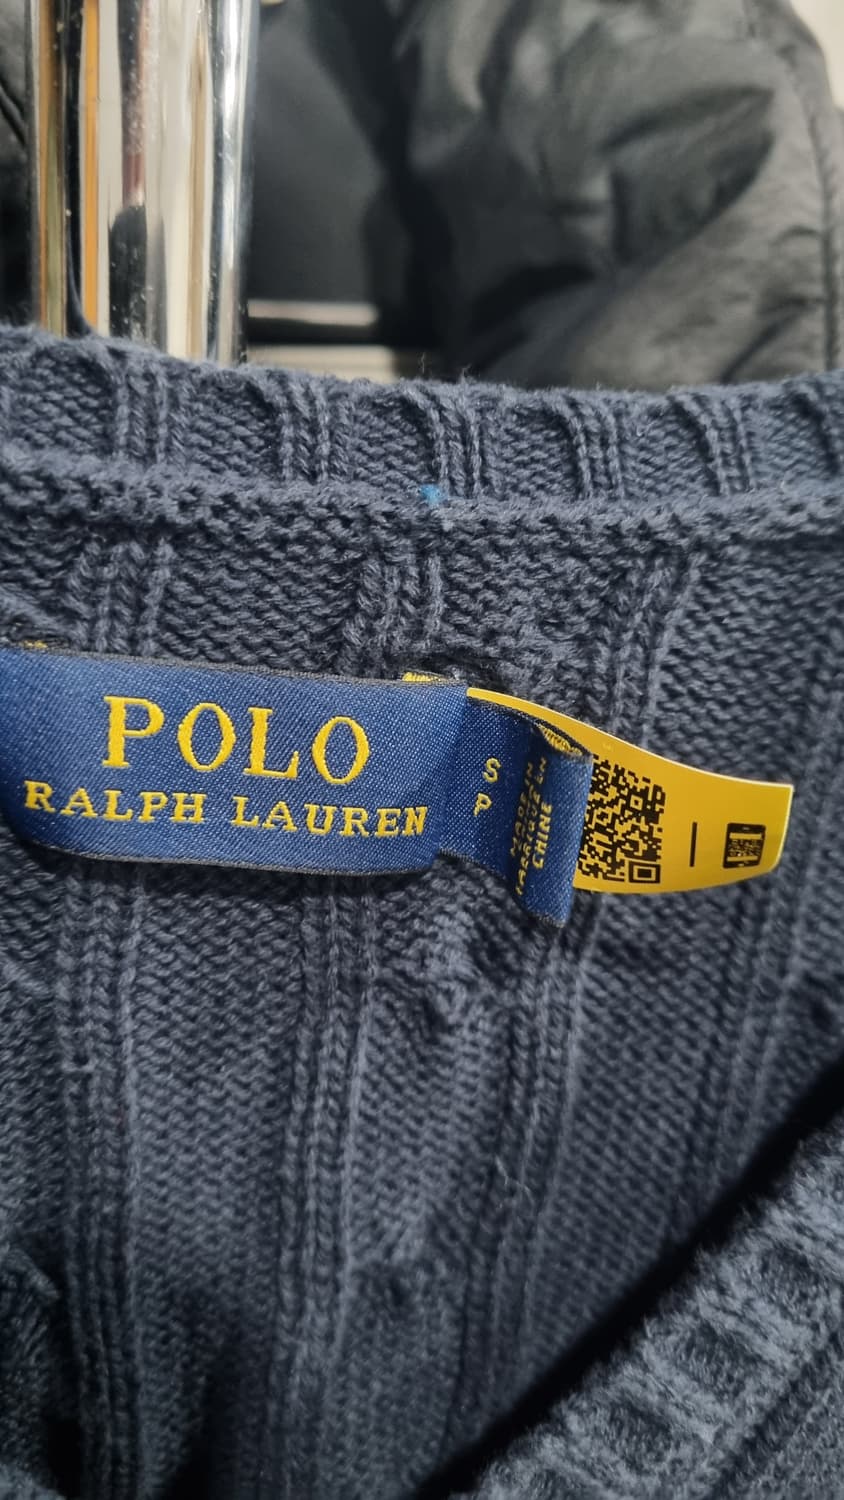 POLO
RALPH LAUREN
S
P
MADE IN
FABRIQUÉ EN
CHINE